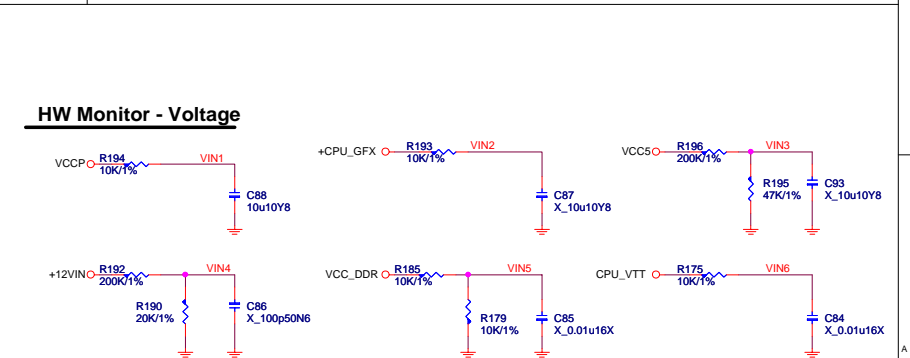 HW Monitor - Voltage
VCCP
R194
10K/1%
VIN1
C88
10u10Y8
+CPU_GFX
R193
10K/1%
VIN2
C87
X_10u10Y8
VCC5
R196
200K/1%
VIN3
R195
47K/1%
C93
X_10u10Y8
+12VIN
R192
200K/1%
VIN4
R190
20K/1%
C86
X_100p50N6
VCC_DDR
R185
10K/1%
VIN5
R179
10K/1%
C85
X_0.01u16X
CPU_VTT
R175
10K/1%
VIN6
C84
X_0.01u16X
A